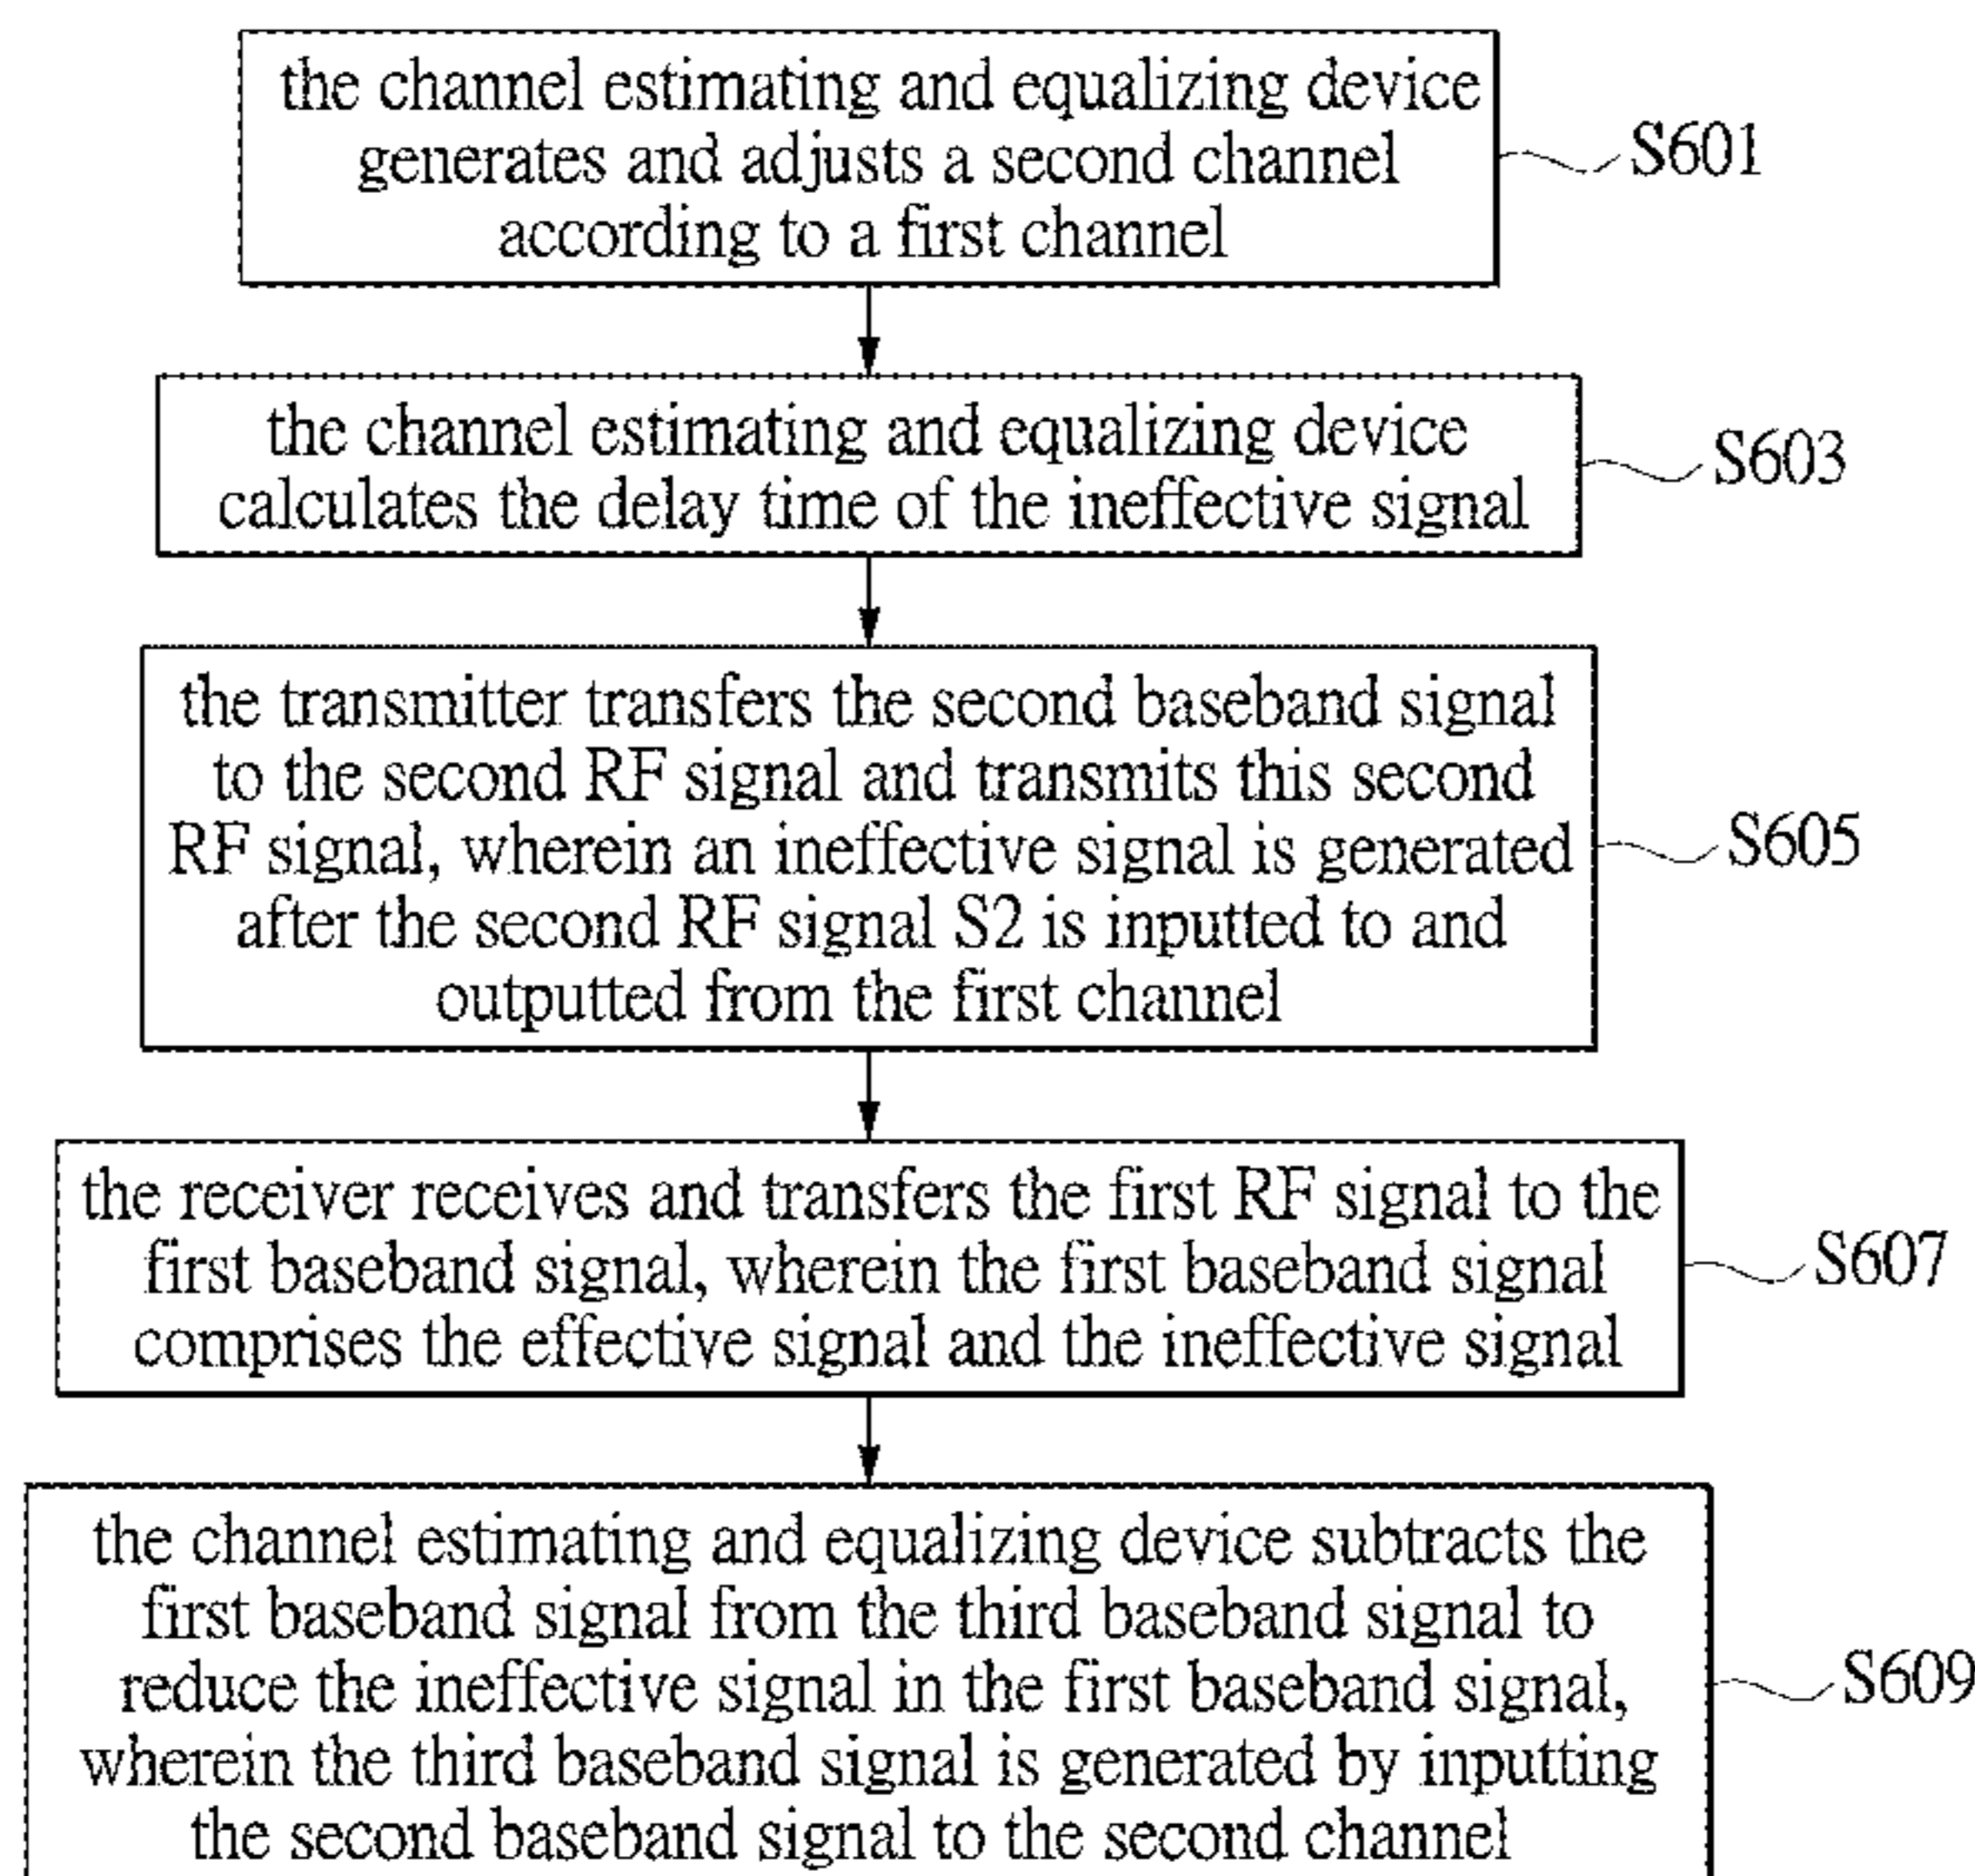 the channel estimating and equalizing device
generates and adjusts a second channel
according to a first channel
S601
the channel estimating and equalizing device
calculates the delay time of the ineffective signal
S603
the transmitter transfers the second baseband signal
to the second RF signal and transmits this second
RF signal, wherein an ineffective signal is generated
after the second RF signal S2 is inputted to and
outputted from the first channel
S605
the receiver receives and transfers the first RF signal to the
first baseband signal, wherein the first baseband signal
comprises the effective signal and the ineffective signal
S607
the channel estimating and equalizing device subtracts the
first baseband signal from the third baseband signal to
reduce the ineffective signal in the first baseband signal,
wherein the third baseband signal is generated by inputting
the second baseband signal to the second channel
S609